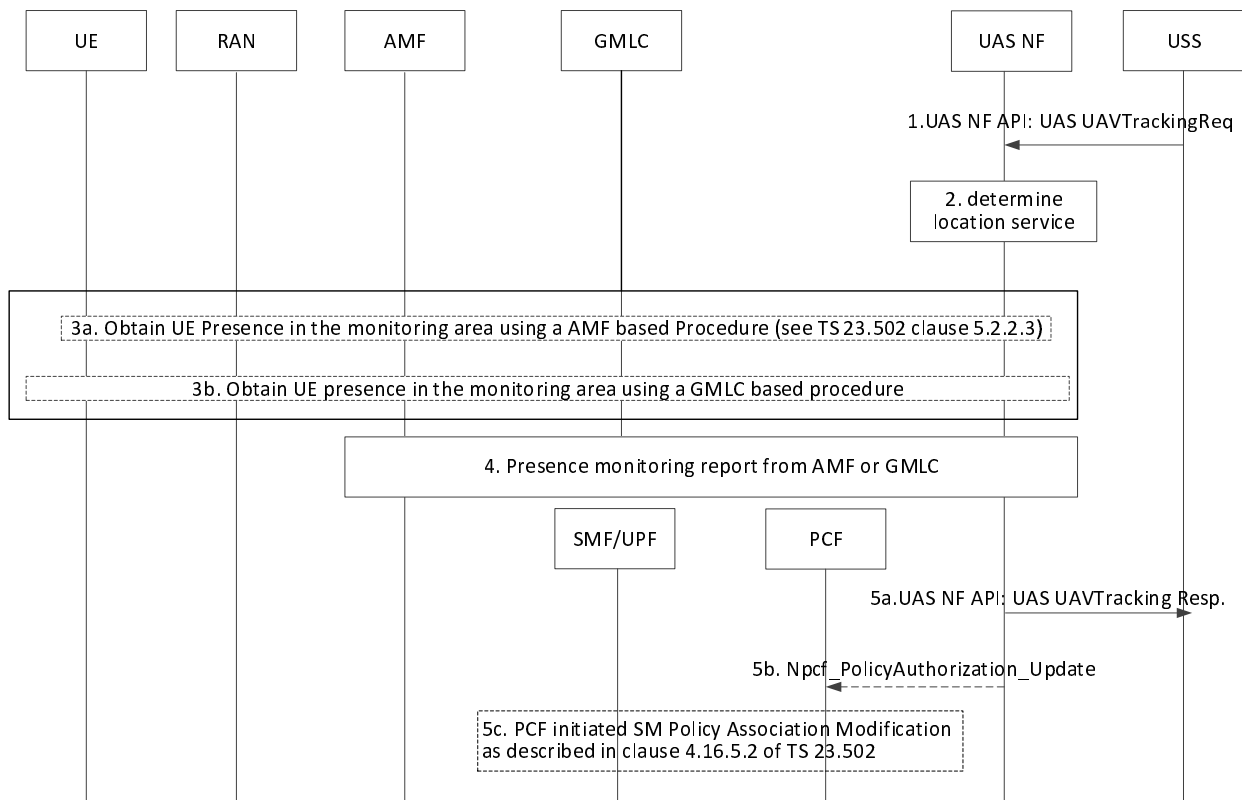 UE
RAN
AMF
GMLC
UAS NF
USS
1.UAS NF API: UAS UAVTrackingReq
2. determine
location service
3a. Obtain UE Presence in the monitoring area using a AMF based Procedure (see TS 23.502 clause 5.2.2.3)
3b. Obtain UE presence in the monitoring area using a GMLC based procedure
4. Presence monitoring report from AMF or GMLC
SMF/UPF
PCF
5a.UAS NF API: UAS UAVTracking Resp.
5b. Npcf_PolicyAuthorization_Update
5c. PCF initiated SM Policy Association Modification
as described in clause 4.16.5.2 of TS 23.502